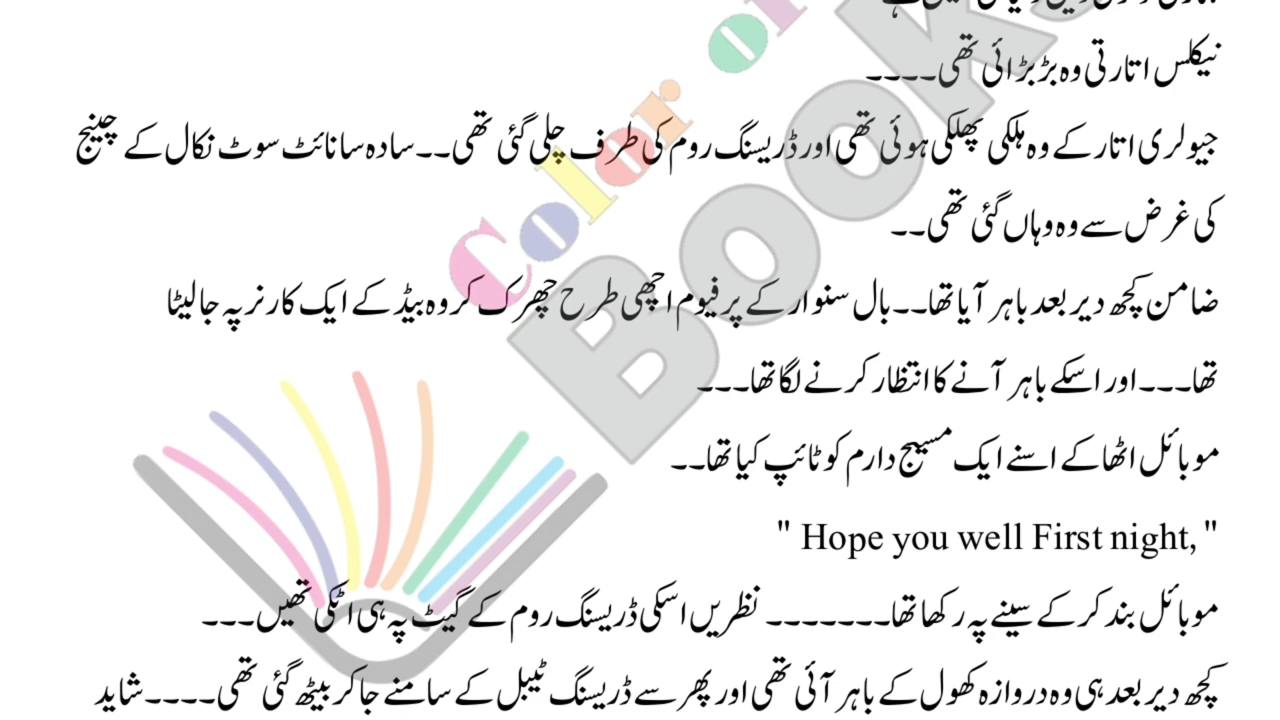 نیکلس اتارتی وہ بڑبڑائی تھی۔۔۔۔
جیولری اتار کے وہ ہلکی پھلکی ہوئی تھی اور ڈریسنگ روم کی طرف چلی گئی تھی۔۔سادہ سا نائٹ سوٹ نکال کے چینج
کی غرض سے وہ وہاں گئی تھی۔۔
ضامن کچھ دیر بعد باہر آیا تھا۔۔بال سنوار کے پرفیوم اچھی طرح چھڑک کر وہ بیڈ کے ایک کارنر پہ جا لیٹا
تھا۔۔۔اور اسکے باہر آنے کا انتظار کرنے لگا تھا۔۔۔
موبائل اٹھا کے اسنے ایک مسیج دارم کو ٹائپ کیا تھا۔۔
" Hope you well First night, "
موبائل بند کر کے سینے پہ رکھا تھا۔۔۔۔۔۔۔ نظریں اسکی ڈریسنگ روم کے گیٹ پہ ہی اٹکی تھیں۔۔۔
کچھ دیر بعد ہی وہ دروازہ کھول کے باہر آئی تھی اور پھر سے ڈریسنگ ٹیبل کے سامنے جا کر بیٹھ گئی تھی۔۔۔۔شاید
Color of
BooKs